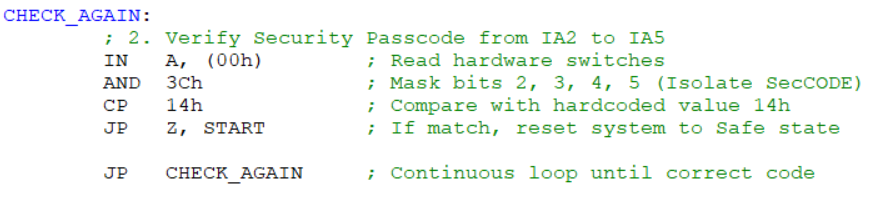 CHECK_AGAIN:
; 2. Verify Security Passcode from IA2 to IA5
IN A, (00h) ; Read hardware switches
AND 3Ch ; Mask bits 2, 3, 4, 5 (Isolate SecCODE)
CP 14h ; Compare with hardcoded value 14h
JP Z, START ; If match, reset system to Safe state
JP CHECK_AGAIN ; Continuous loop until correct code